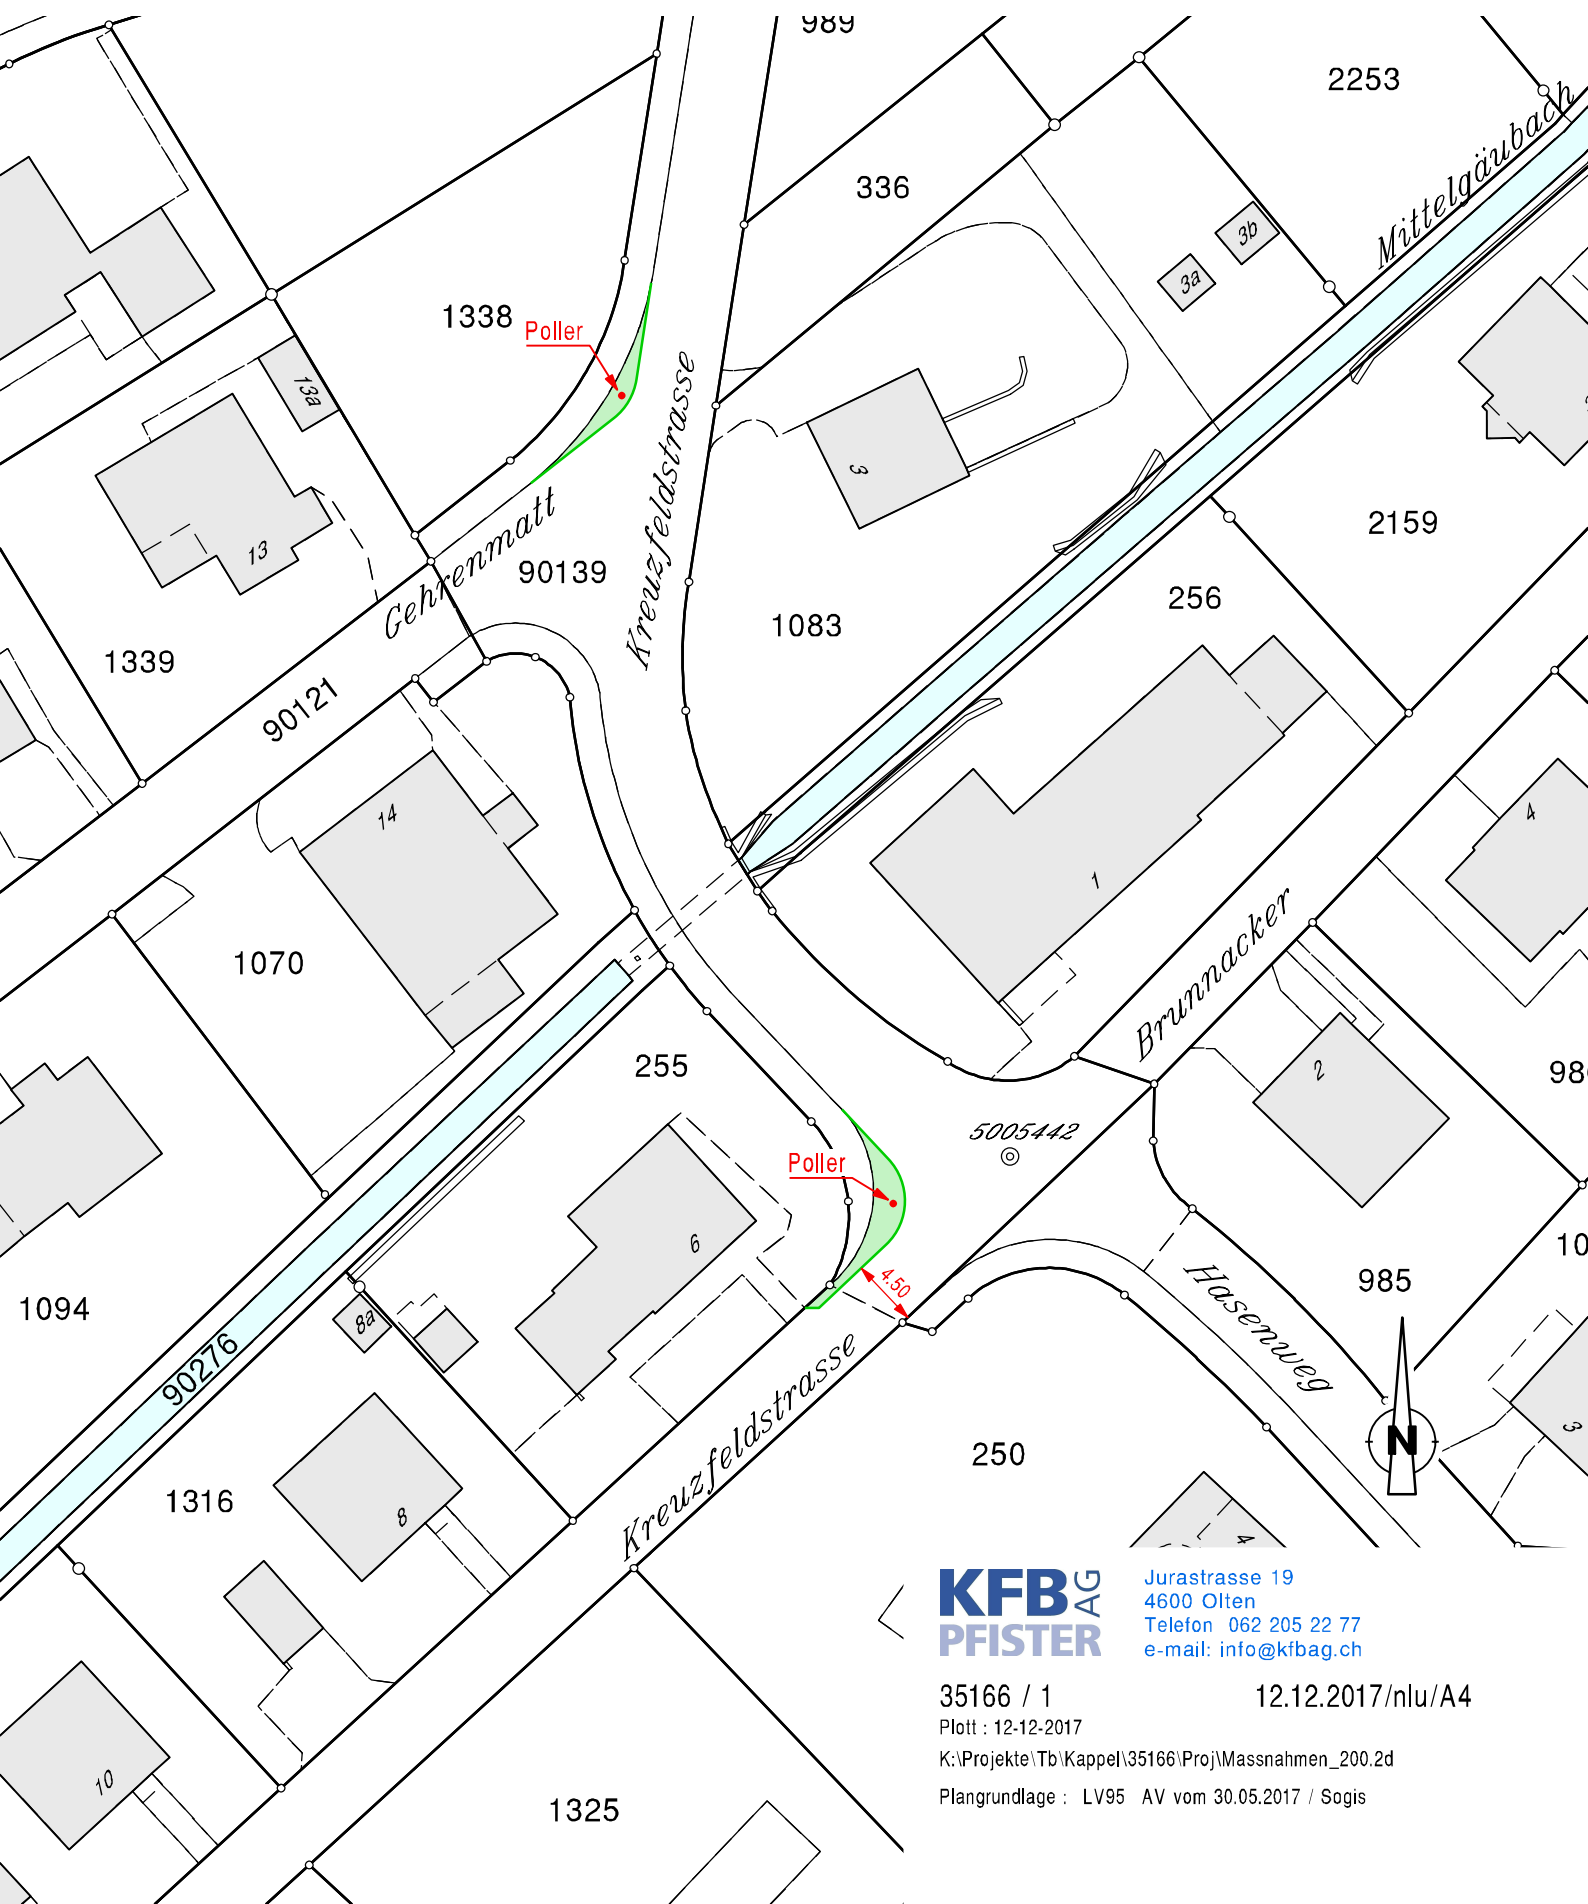 989
2253
Mittelgäubach
336
3b
3a
1338
Poller
Kreuzfeldstrasse
13a
3
2159
13
Gehrenmatt
90139
256
1083
1339
90121
14
4
1
1070
Brunnacker
255
2
98
5005442
Poller
6
10
4.50
Hasenweg
985
1094
8a
90276
Kreuzfeldstrasse
N
3
250
1316
8
4
KFB AG
PFISTER
Jurastrasse 19
4600 Olten
Telefon 062 205 22 77
e-mail: info@kfbag.ch
35166 / 1
12.12.2017/nlu/A4
Plott : 12-12-2017
K:\Projekte\Tb\Kappel\35166\Proj\Massnahmen_200.2d
Plangrundlage : LV95 AV vom 30.05.2017 / Sogis
10
1325